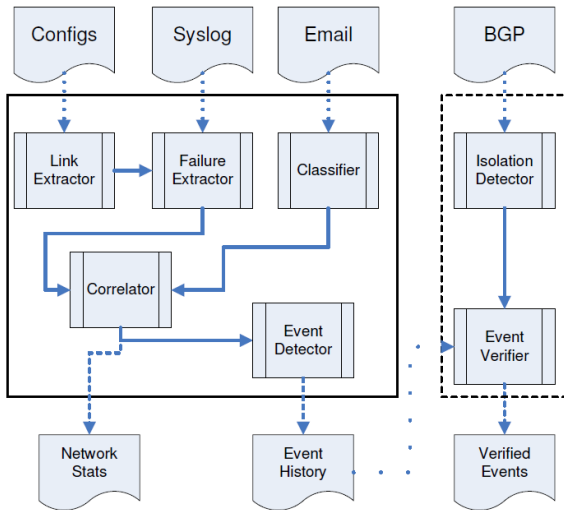 Configs
Syslog
Email
BGP
Link
Extractor
Failure
Extractor
Classifier
Isolation
Detector
Correlator
Event
Detector
Event
Verifier
Network
Stats
Event
History
Verified
Events